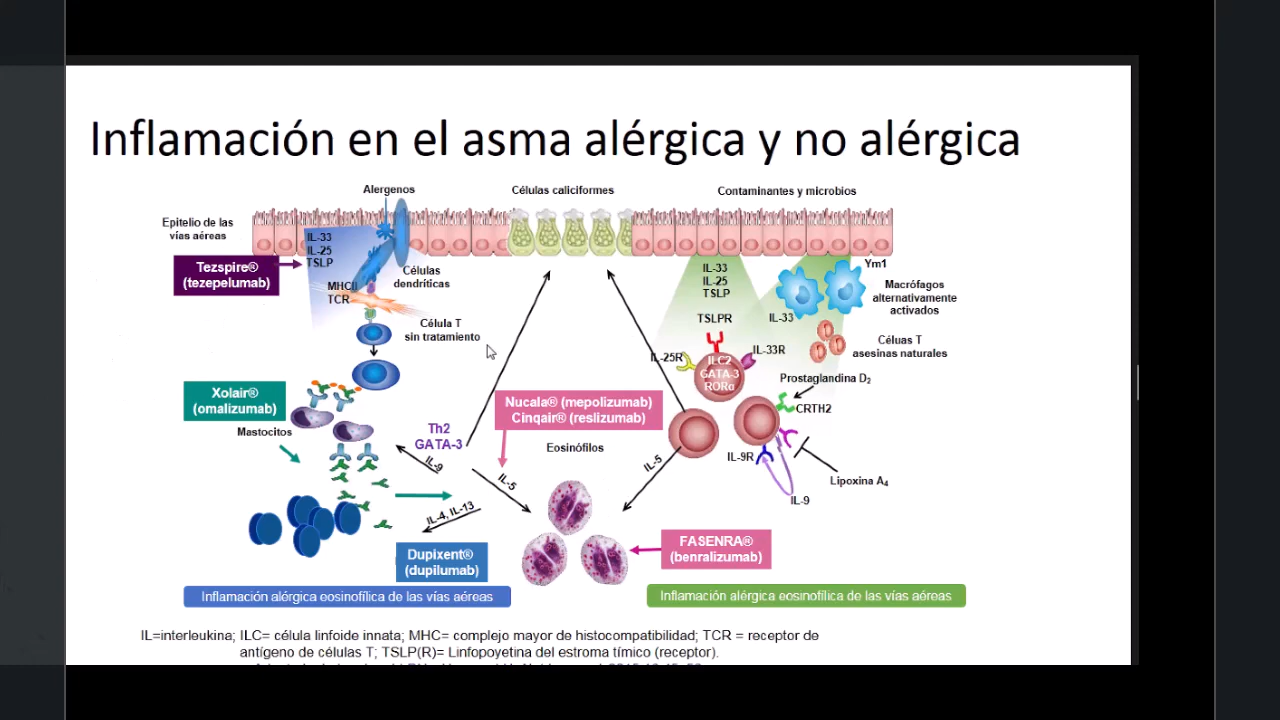 Inflamación en el asma alérgica y no alérgica
Alergenos
Células caliciformes
Contaminantes y microbios
Epitelio de las
vías aéreas
IL-33
IL-25
TSLP
Tezspire®
(tezepelumab)
MHCII
TCR
Células
dendríticas
Célula T
sin tratamiento
IL-33
IL-25
TSLP
TSLPR
IL-33
Ym1
Macrófagos
alternativamente
activados
Céluas T
asesinas naturales
IL-25R
IL-33R
ILC2
GATA-3
RORα
Prostaglandina D2
CRTH2
Xolair®
(omalizumab)
Mastocitos
Nucala® (mepolizumab)
Cinqair® (reslizumab)
Th2
GATA-3
Eosinófilos
IL-9
IL-5
IL-5
IL-9R
Lipoxina A4
IL-9
IL-4, IL-13
Dupixent®
(dupilumab)
FASENRA®
(benralizumab)
Inflamación alérgica eosinofílica de las vías aéreas
Inflamación alérgica eosinofílica de las vías aéreas
IL=interleukina; ILC= célula linfoide innata; MHC= complejo mayor de histocompatibilidad; TCR = receptor de
antígeno de células T; TSLP(R)= Linfopoyetina del estroma tímico (receptor).